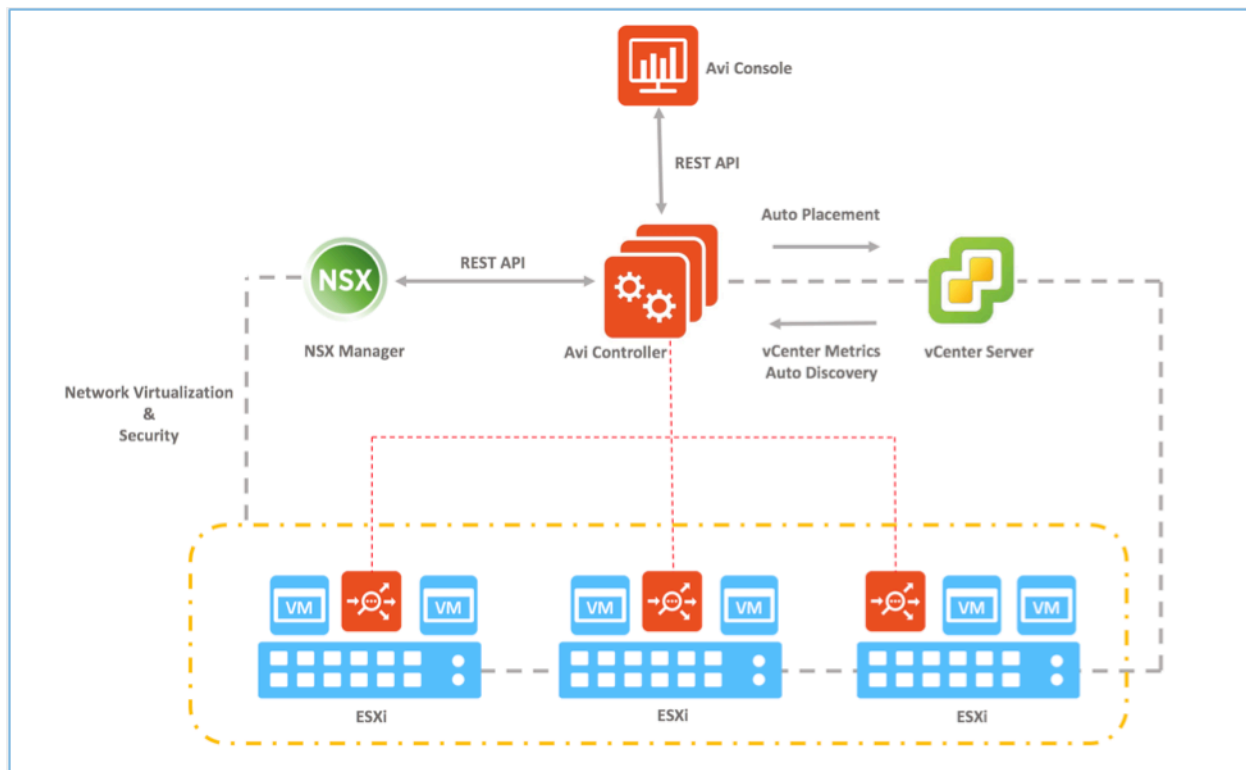 Avi Console
REST API
Auto Placement
NSX
REST API
NSX Manager
Avi Controller
vCenter Metrics
Auto Discovery
vCenter Server
Network Virtualization
&
Security
VM
VM
VM
VM
VM
VM
ESXi
ESXi
ESXi